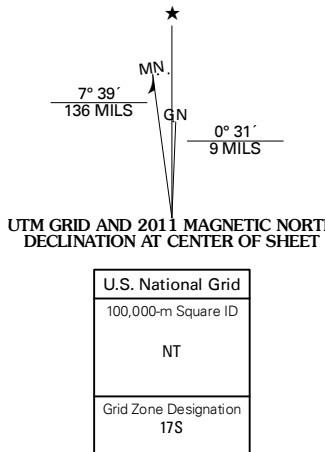 ★
MN
7° 39´
136 MILS
GN
0° 31´
9 MILS
UTM GRID AND 2011 MAGNETIC NORT
DECLINATION AT CENTER OF SHEET
U.S. National Grid
100,000-m Square ID
NT
Grid Zone Designation
17S